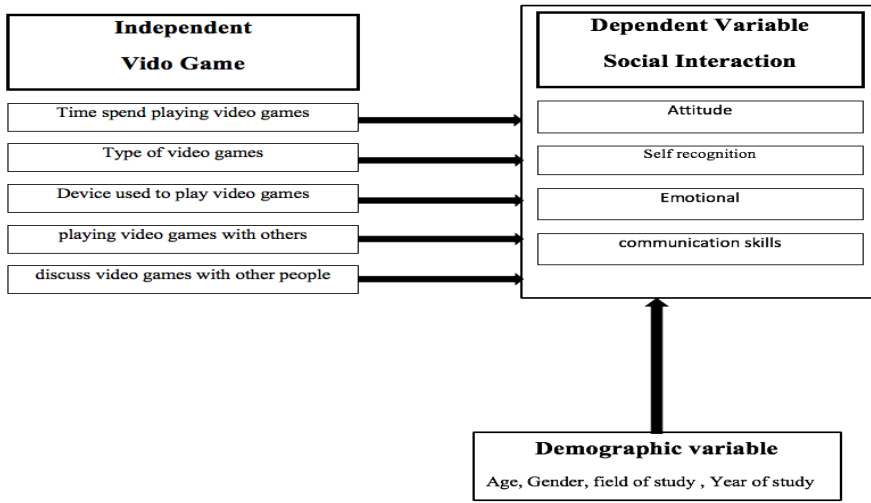 Independent
Vido Game
Time spend playing video games
Type of video games
Device used to play video games
playing video games with others
discuss video games with other people
Dependent Variable
Social Interaction
Attitude
Self recognition
Emotional
communication skills
Demographic variable
Age, Gender, field of study , Year of study